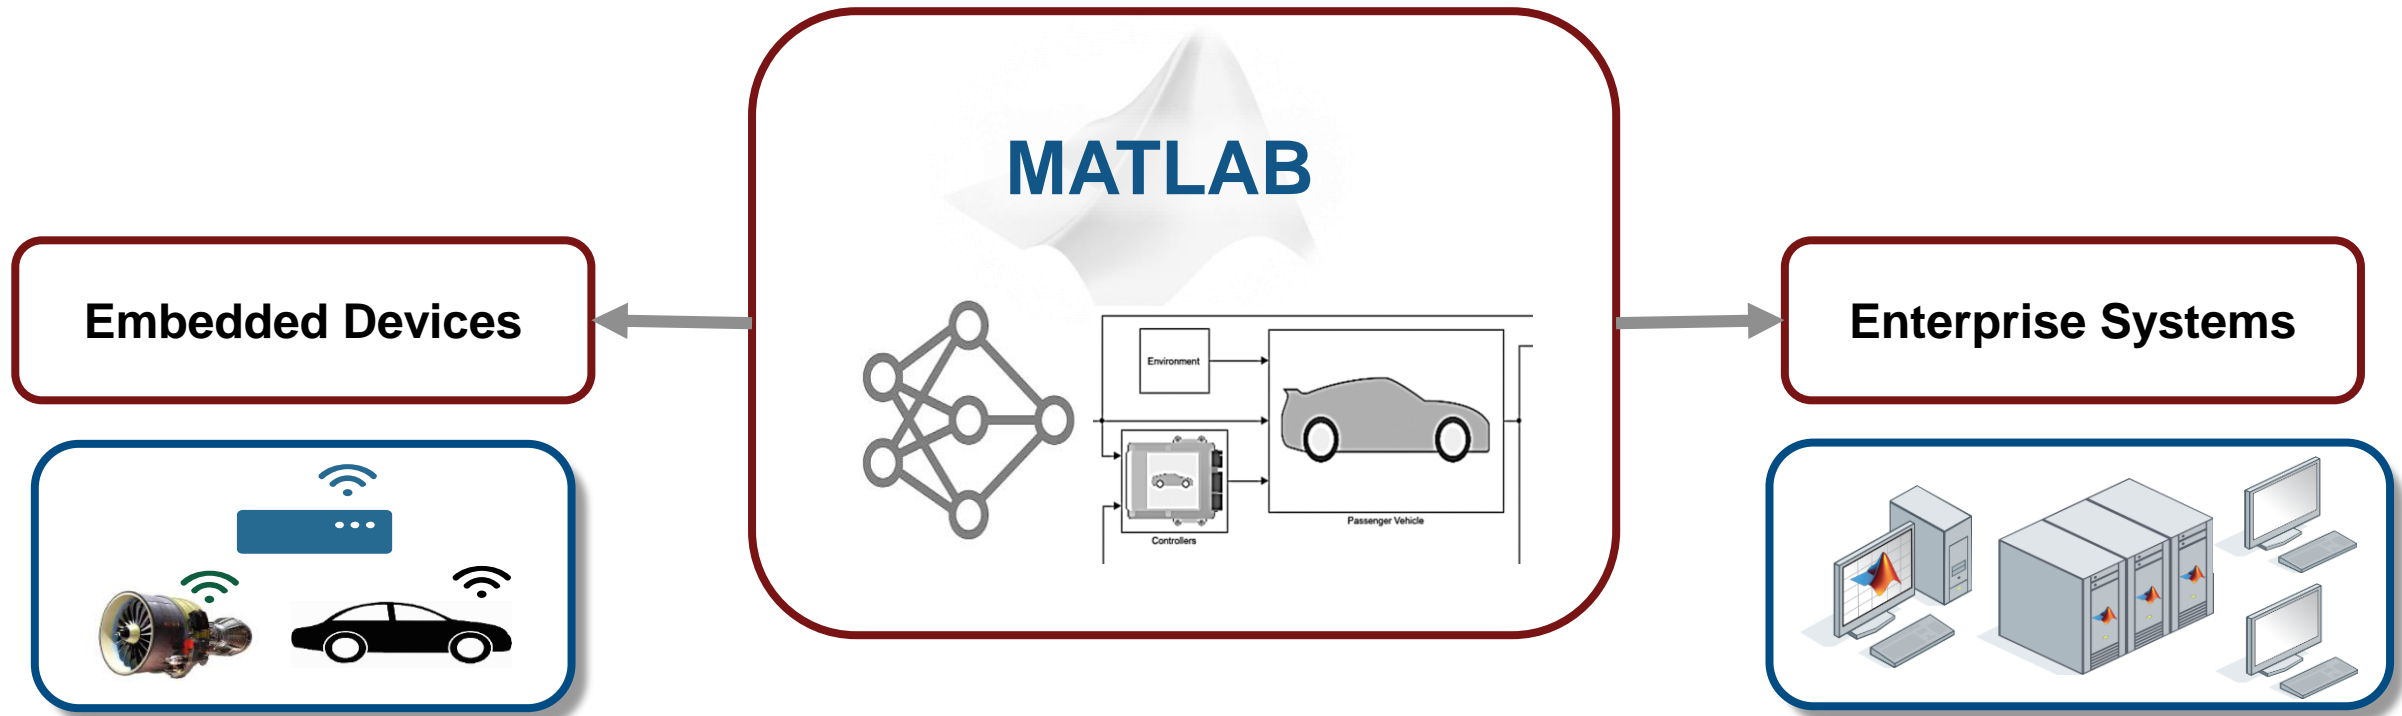 MATLAB
Embedded Devices
Enterprise Systems
Environment
Passenger Vehicle
Controllers